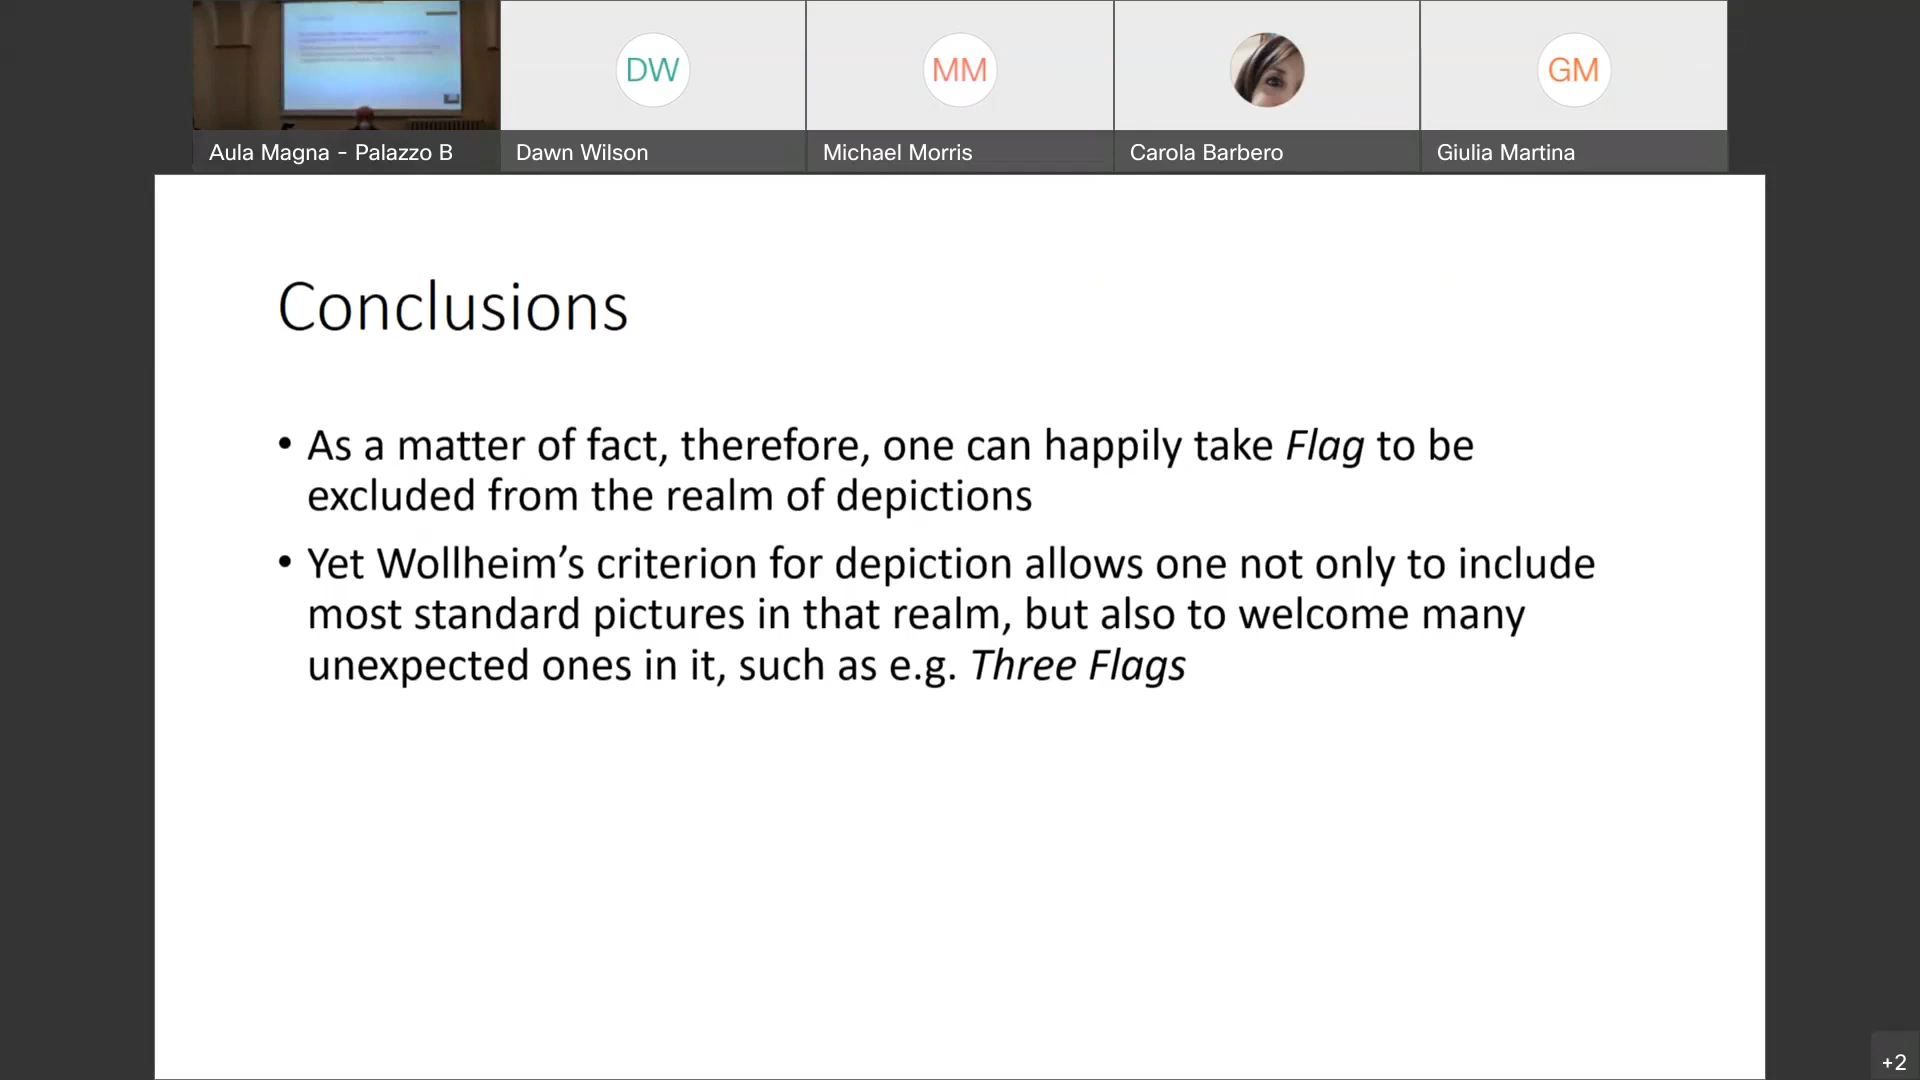 DW
MM
GM
Aula Magna - Palazzo B
Dawn Wilson
Michael Morris
Carola Barbero
Giulia Martina
Conclusions
• As a matter of fact, therefore, one can happily take Flag to be
excluded from the realm of depictions
• Yet Wollheim’s criterion for depiction allows one not only to include
most standard pictures in that realm, but also to welcome many
unexpected ones in it, such as e.g. Three Flags
+2